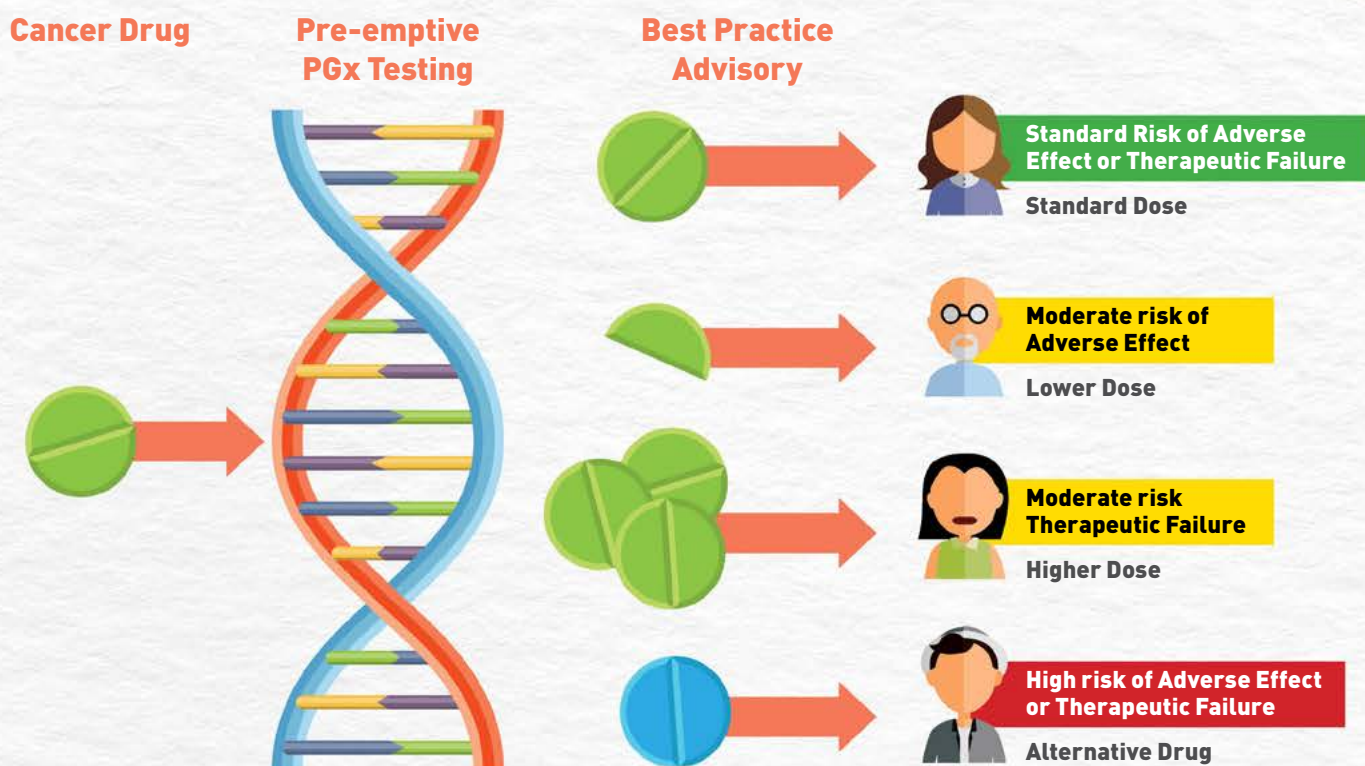 Cancer Drug
Pre-emptive
PGx Testing
Best Practice
Advisory
Standard Risk of Adverse
Effect or Therapeutic Failure
Standard Dose
Moderate risk of
Adverse Effect
Lower Dose
Moderate risk
Therapeutic Failure
Higher Dose
High risk of Adverse Effect
or Therapeutic Failure
Alternative Drug